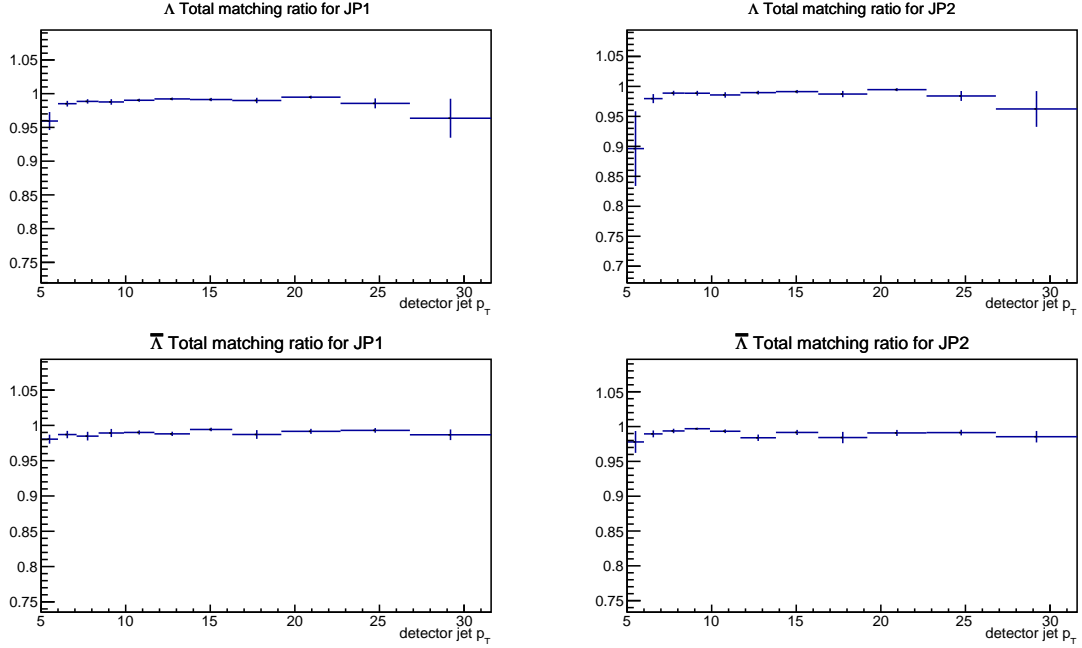 Λ Total matching ratio for JP1
1.05
1
0.95
0.9
0.85
0.8
0.75
5 10 15 20 25 30
detector jet p_T
Λ Total matching ratio for JP2
1.05
1
0.95
0.9
0.85
0.8
0.75
0.7
5 10 15 20 25 30
detector jet p_T
Λ̅ Total matching ratio for JP1
1.05
1
0.95
0.9
0.85
0.8
0.75
5 10 15 20 25 30
detector jet p_T
Λ̅ Total matching ratio for JP2
1.05
1
0.95
0.9
0.85
0.8
0.75
5 10 15 20 25 30
detector jet p_T